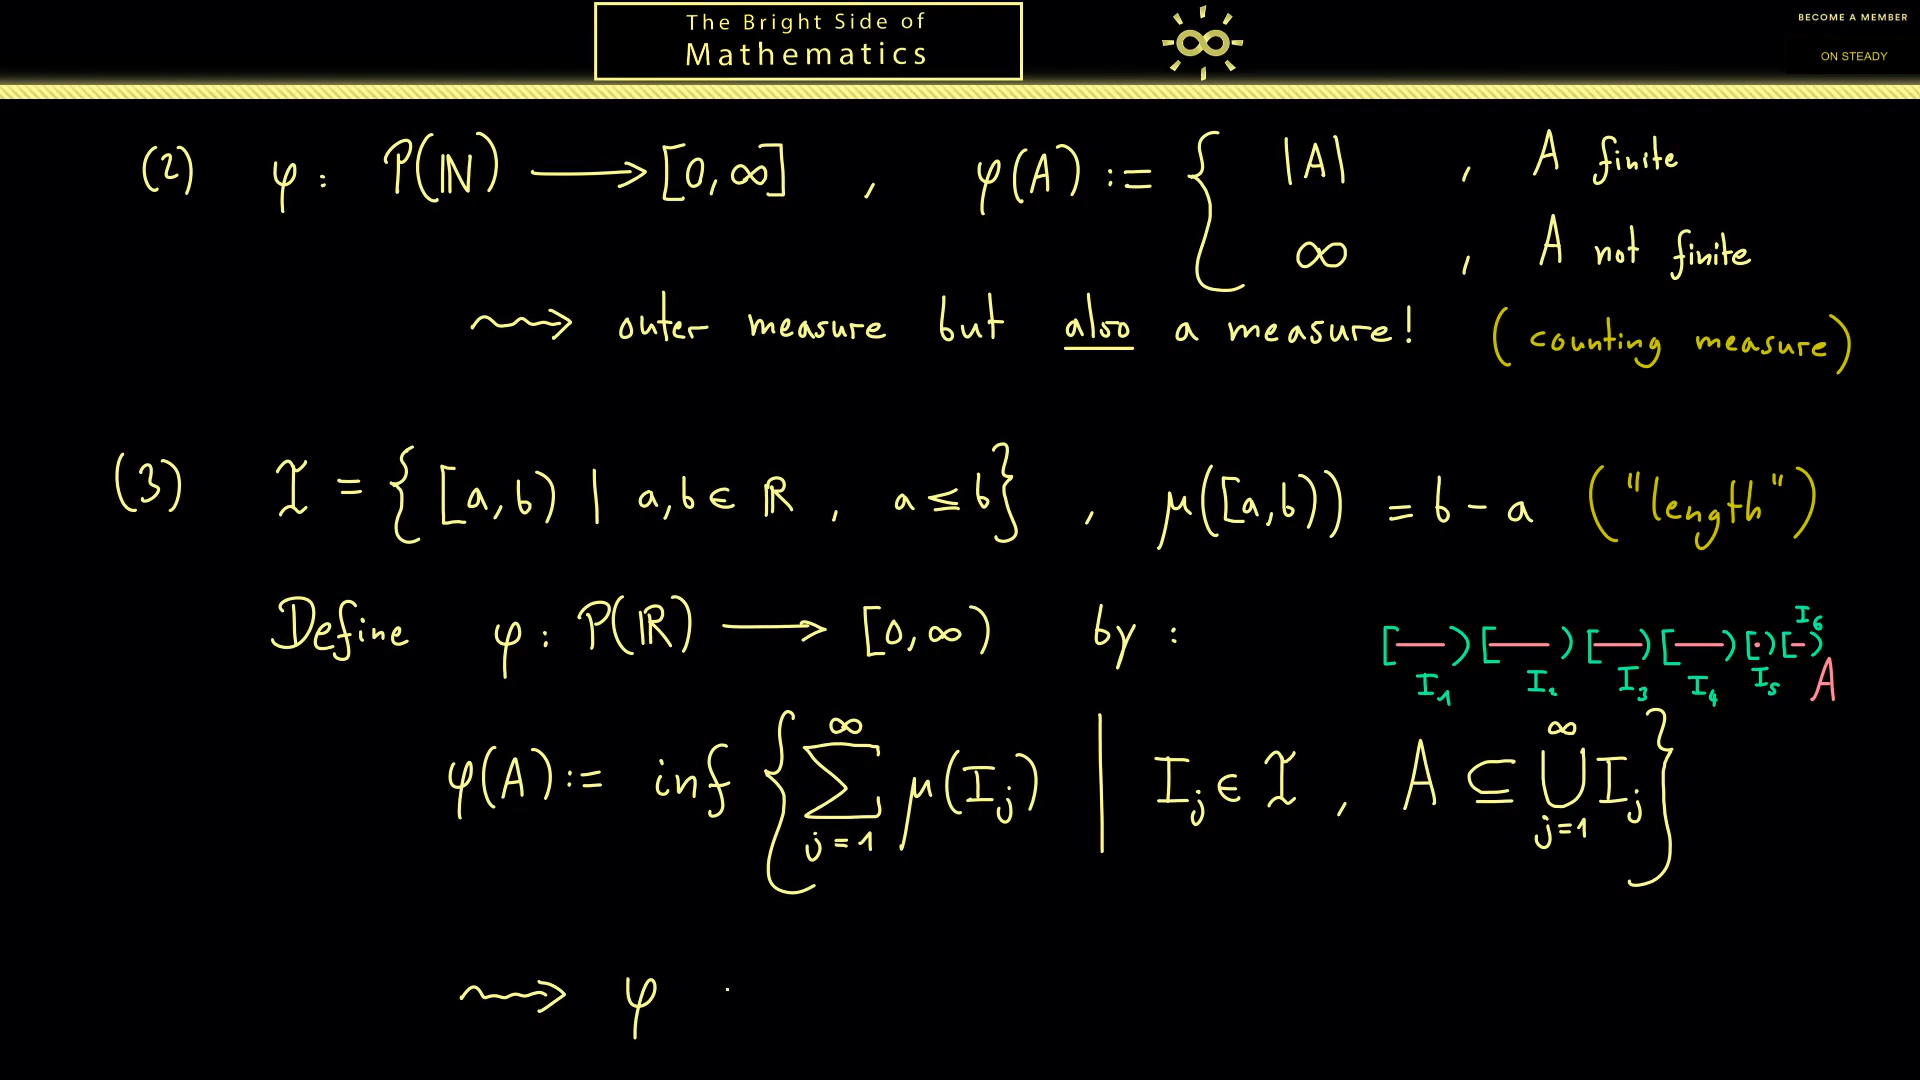 The Bright Side of
Mathematics
BECOME A MEMBER
ON STEADY
(2) φ: P(ℕ) ⟶ [0,∞] , φ(A) := { |A| , A finite
∞ , A not finite
⇝ outer measure but also a measure! (counting measure)
(3) ℐ = { [a,b) | a,b ∈ ℝ , a ≤ b } , μ([a,b)) = b - a ("length")
Define φ: P(ℝ) ⟶ [0,∞) by :
[—)[—)[—)[—)[·)[-) I₁ I₂ I₃ I₄ I₅ I₆ A
φ(A) := inf { ∑_{j=1}^{∞} μ(I_j) | I_j ∈ ℐ , A ⊆ ⋃_{j=1}^{∞} I_j }
⇝ φ